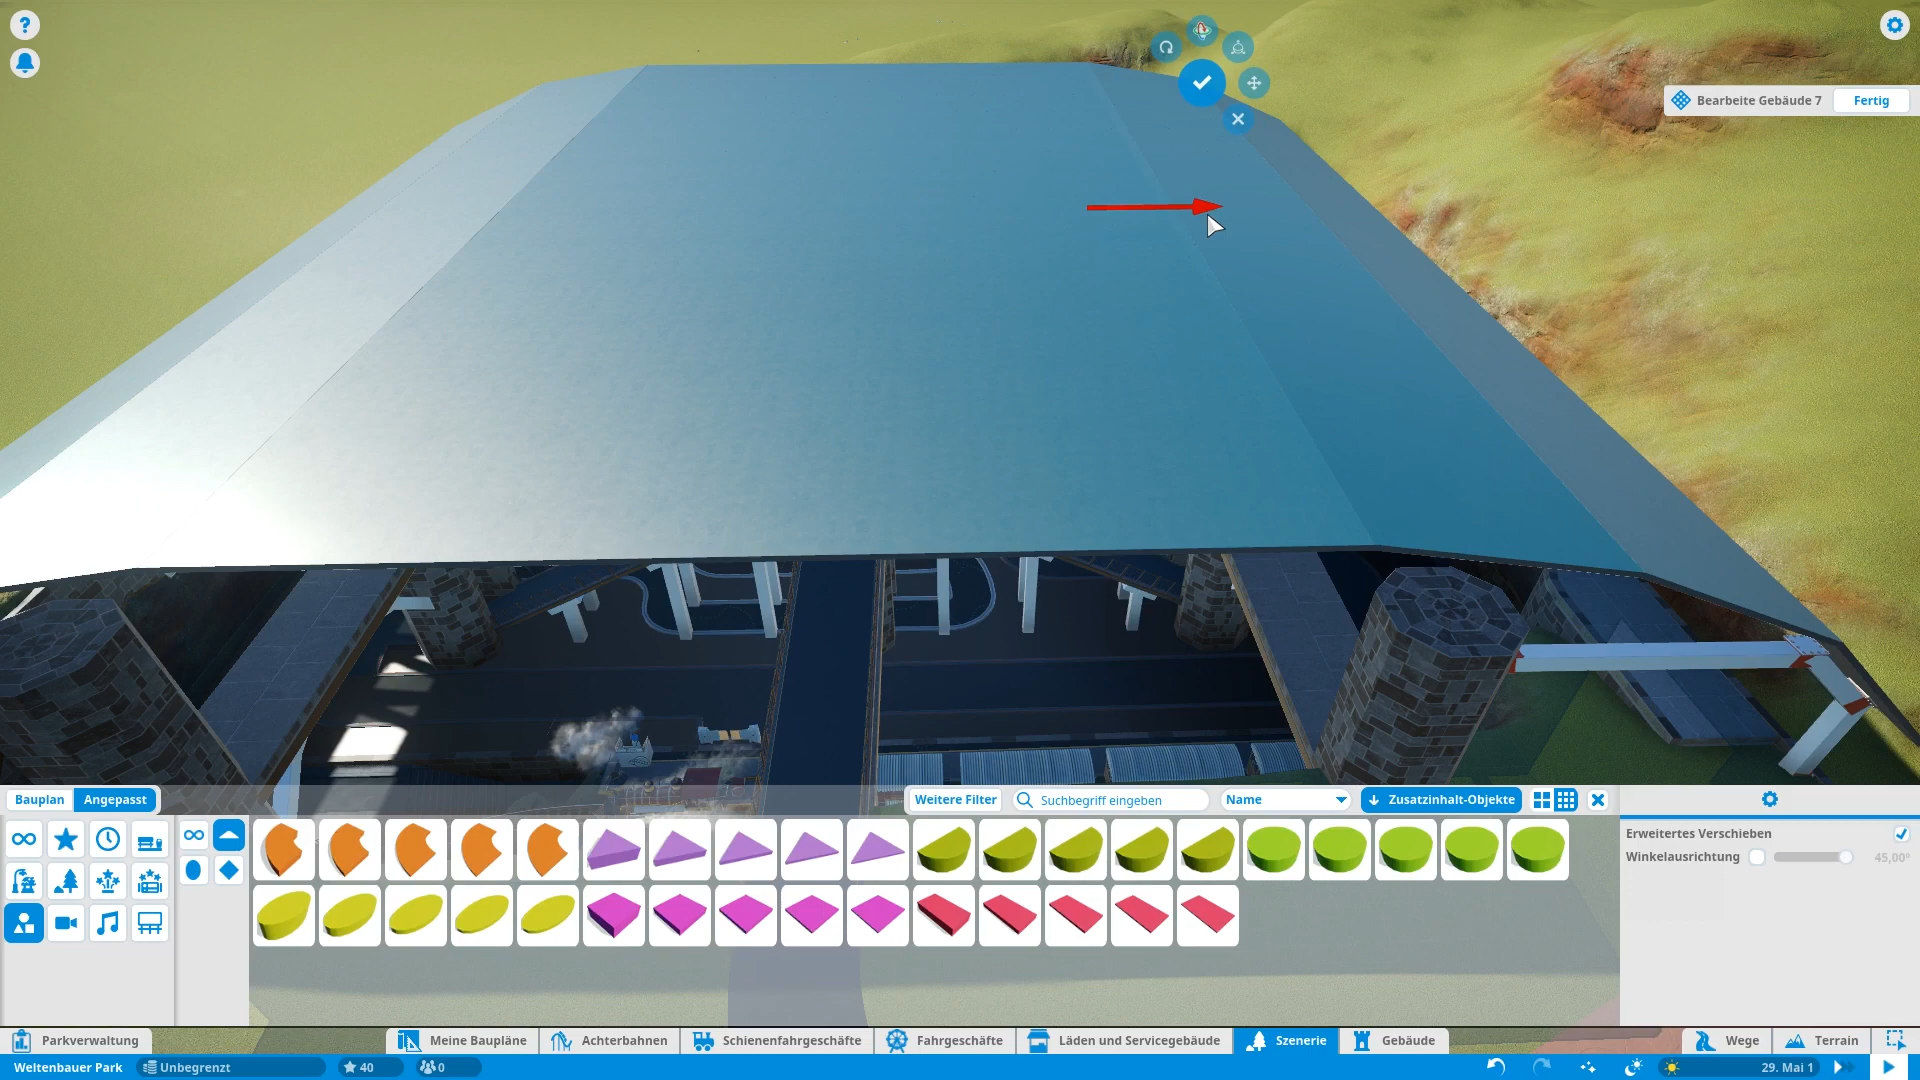 Bearbeite Gebäude 7
Fertig
Bauplan
Angepasst
Weitere Filter
Suchbegriff eingeben
Name
Zusatzinhalt-Objekte
Erweitertes Verschieben
Winkelausrichtung
45,00°
Parkverwaltung
Meine Baupläne
Achterbahnen
Schienenfahrgeschäfte
Fahrgeschäfte
Läden und Servicegebäude
Szenerie
Gebäude
Wege
Terrain
Weltenbauer Park
Unbegrenzt
40
0
29. Mai 1